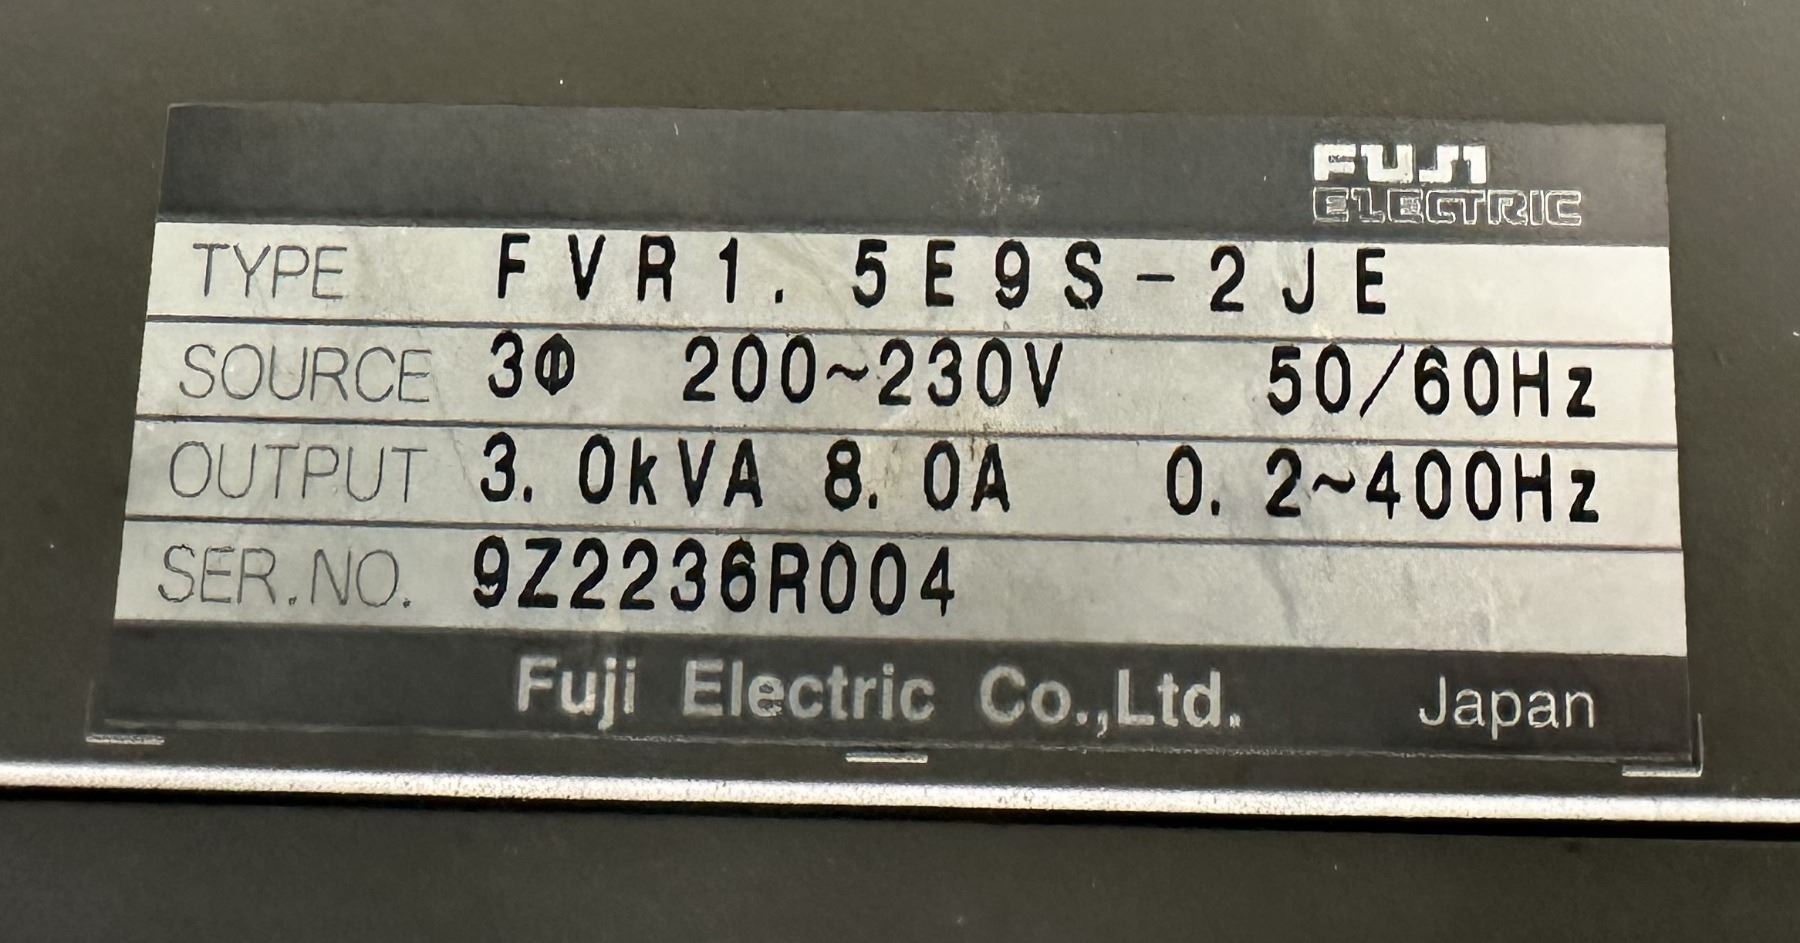 FUJI
ELECTRIC
TYPE FVR1.5E9S-2JE
SOURCE 3Φ 200~230V 50/60Hz
OUTPUT 3.0kVA 8.0A 0.2~400Hz
SER.NO. 9Z2236R004
Fuji Electric Co.,Ltd. Japan